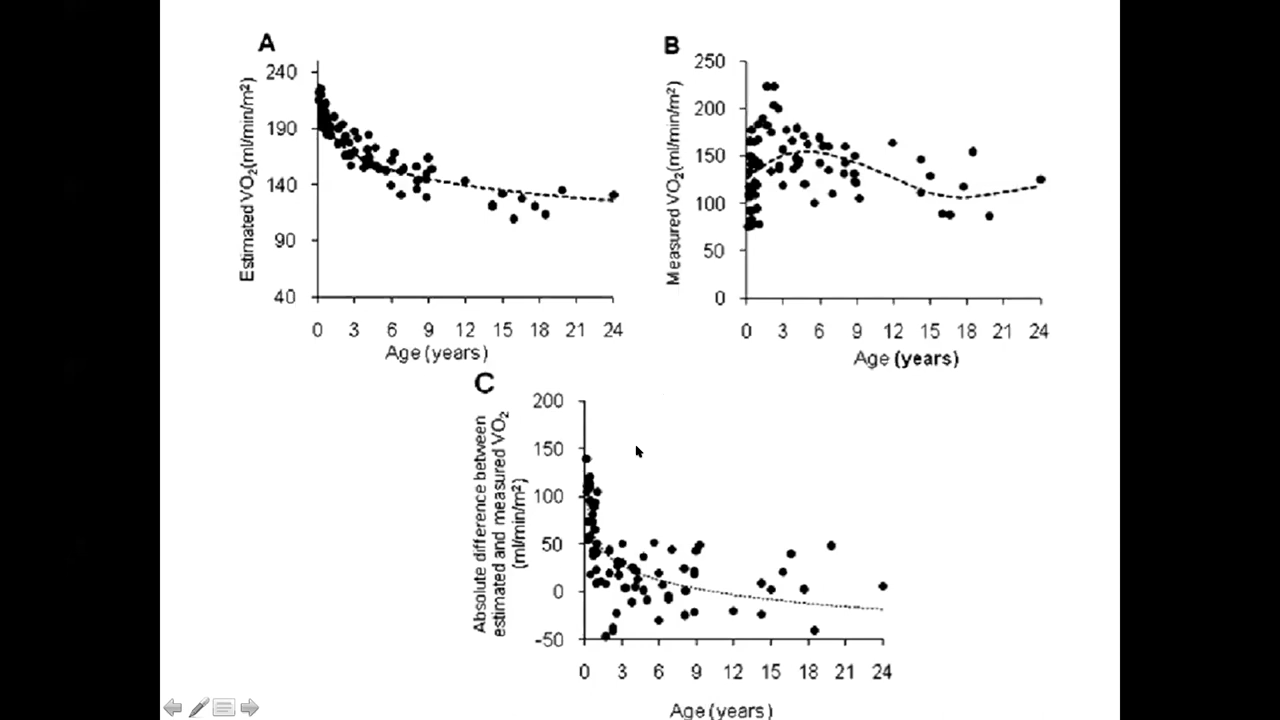 A
Estimated VO₂(ml/min/m²)
240
190
140
90
40
0 3 6 9 12 15 18 21 24
Age (years)
B
Measured VO₂(ml/min/m²)
250
200
150
100
50
0
0 3 6 9 12 15 18 21 24
Age (years)
C
Absolute difference between
estimated and measured VO₂
(ml/min/m²)
200
150
100
50
0
-50
0 3 6 9 12 15 18 21 24
Age (years)